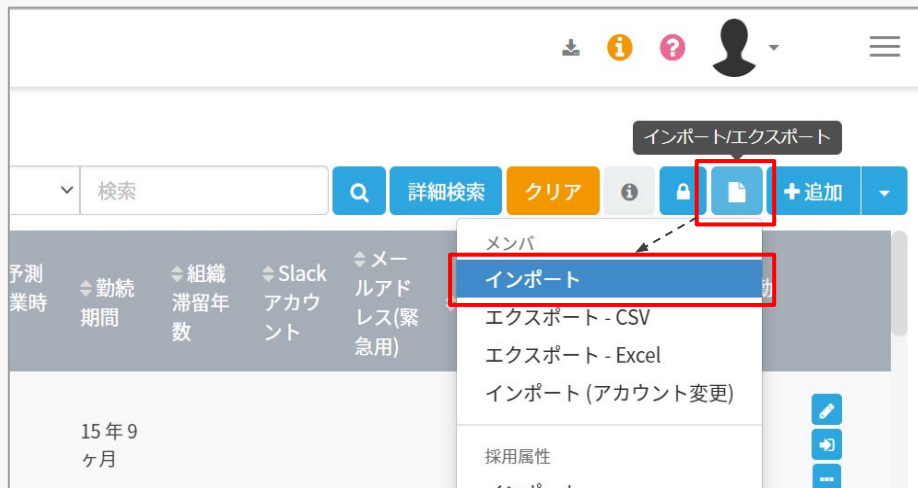 インポート/エクスポート
検索
詳細検索
クリア
追加
予測
業時
勤続
期間
組織
滞留年
数
Slack
アカウ
ント
メー
ルアド
レス(緊
急用)
メンバ
インポート
エクスポート - CSV
エクスポート - Excel
インポート (アカウント変更)
採用属性
15 年 9
ヶ月